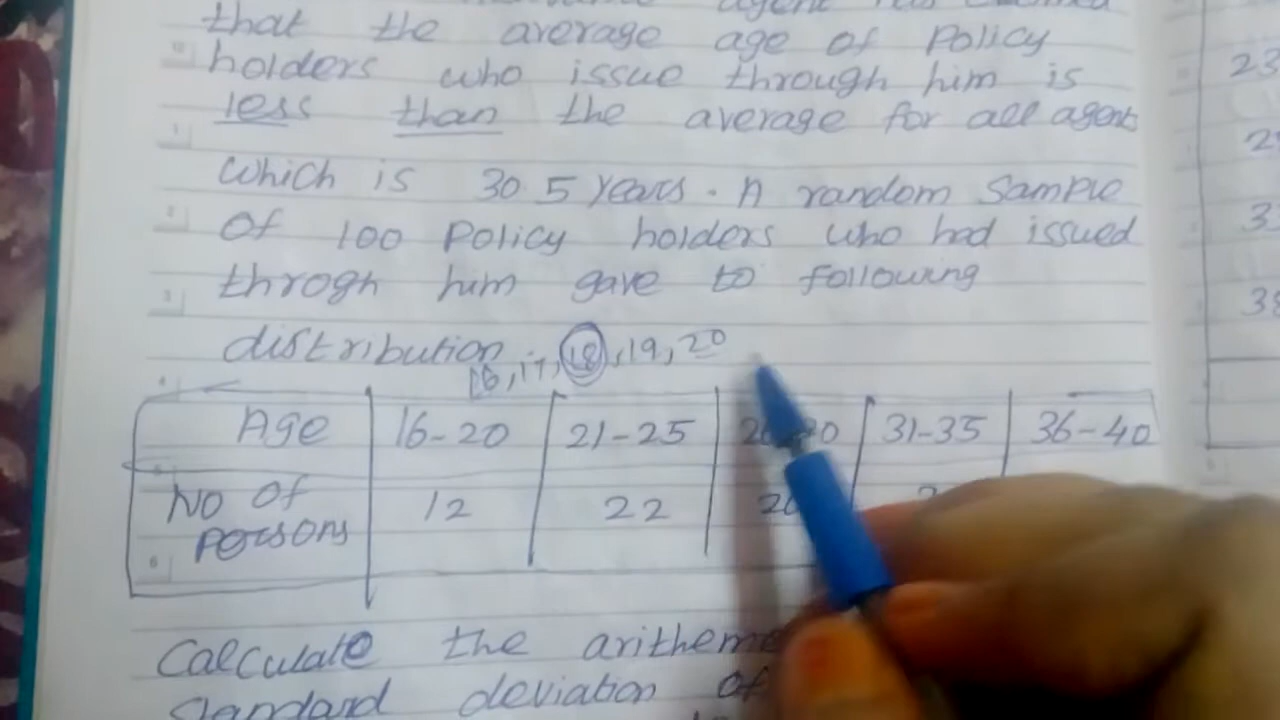 that the average age of Policy
holders who issue through him is
less than the average for all agents
which is 30 5 years. A random sample
Of 100 Policy holders who had issued
throgh him gave to following
distribution
16, 17, 18, 19, 20
Age 16-20 21-25 31-35 36-40
No Of persons 12 22
Calculate the
standard deviation of